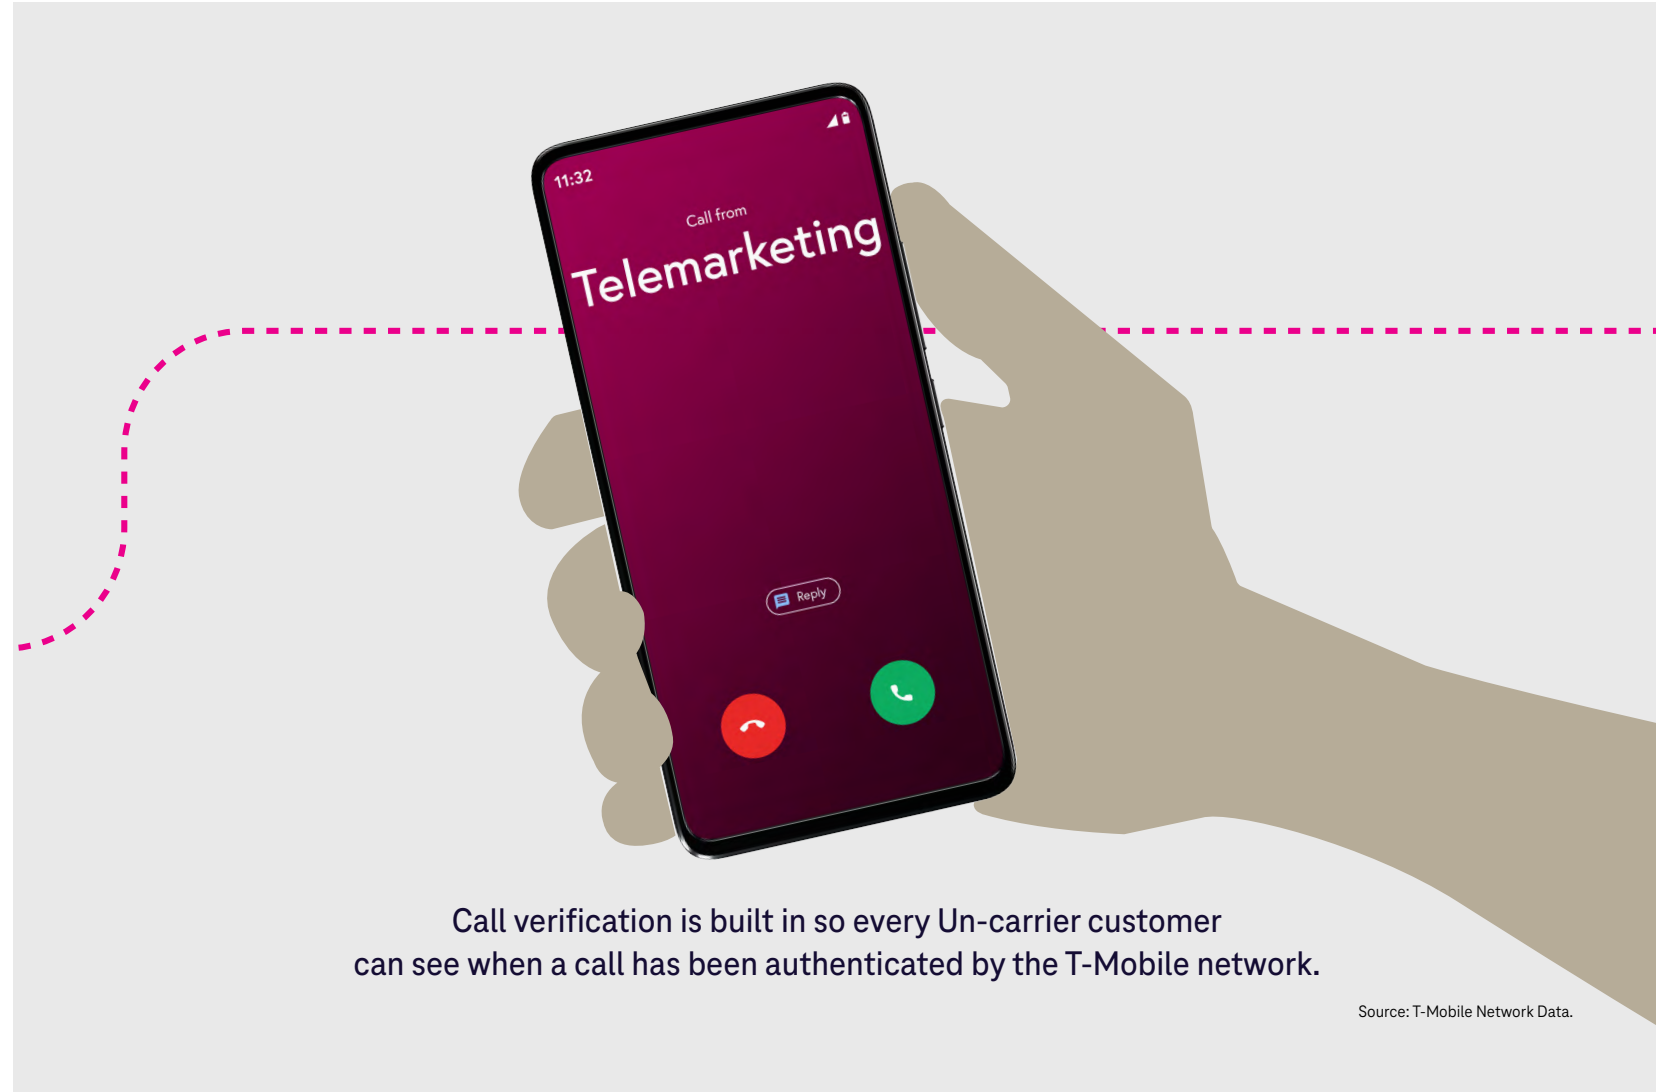 11:32
Call from
Telemarketing
Reply
Call verification is built in so every Un-carrier customer
can see when a call has been authenticated by the T-Mobile network.
Source: T-Mobile Network Data.